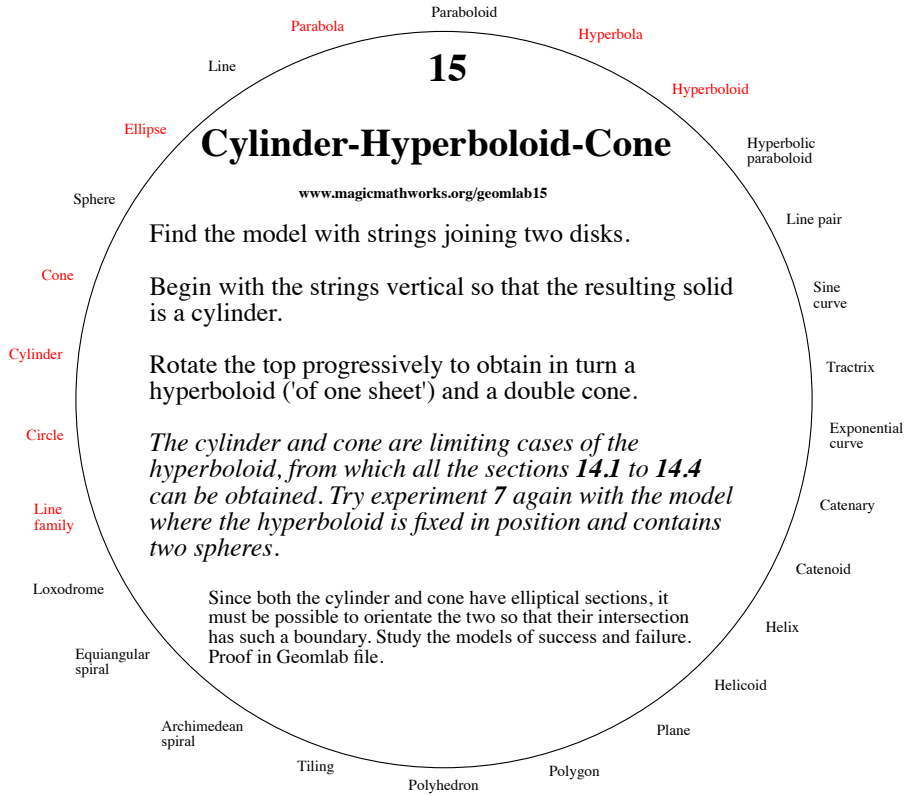 Paraboloid
Parabola
Hyperbola
Line
Hyperboloid
Ellipse
Hyperbolic
paraboloid
Sphere
Line pair
Cone
Sine
curve
Cylinder
Tractrix
Circle
Exponential
curve
Line
family
Catenary
Loxodrome
Catenoid
Equiangular
spiral
Helix
Archimedean
spiral
Helicoid
Tiling
Plane
Polyhedron
Polygon
15
Cylinder-Hyperboloid-Cone
www.magicmathworks.org/geomlab15
Find the model with strings joining two disks.
Begin with the strings vertical so that the resulting solid
is a cylinder.
Rotate the top progressively to obtain in turn a
hyperboloid ('of one sheet') and a double cone.
The cylinder and cone are limiting cases of the
hyperboloid, from which all the sections 14.1 to 14.4
can be obtained. Try experiment 7 again with the model
where the hyperboloid is fixed in position and contains
two spheres.
Since both the cylinder and cone have elliptical sections, it
must be possible to orientate the two so that their intersection
has such a boundary. Study the models of success and failure.
Proof in Geomlab file.